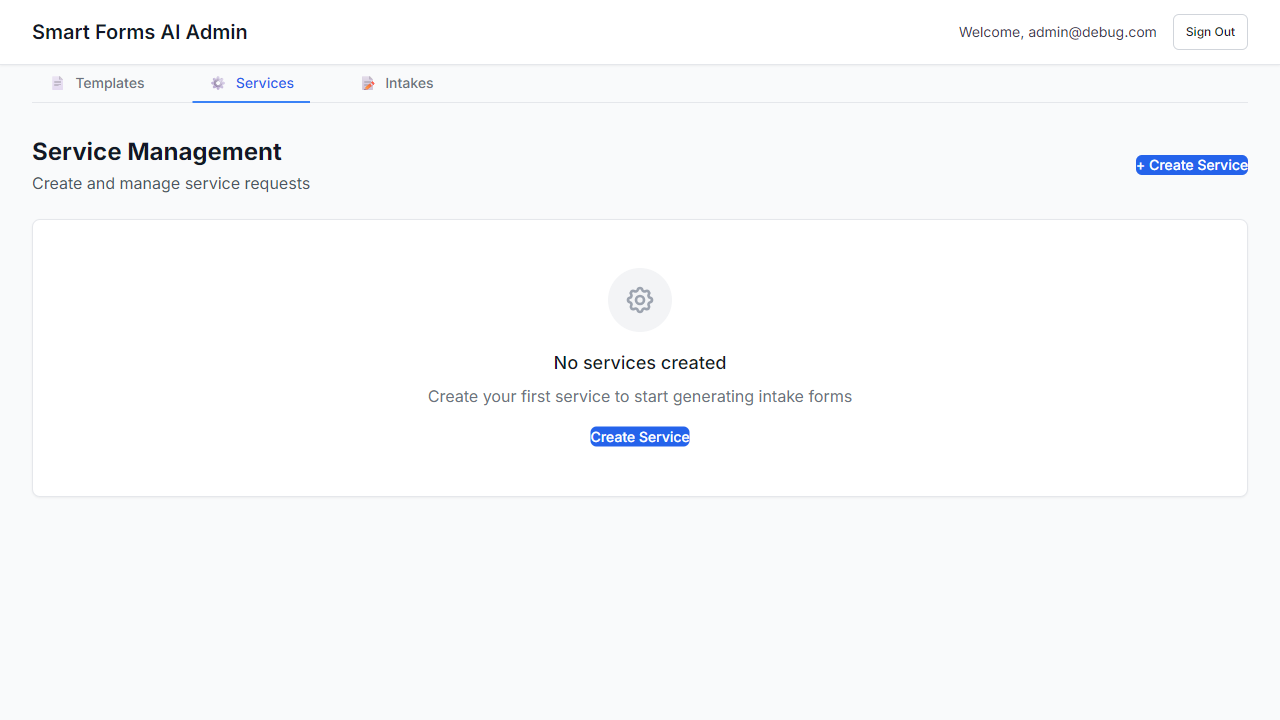 Smart Forms AI Admin
Welcome, admin@debug.com
Sign Out
Templates
Services
Intakes
Service Management
Create and manage service requests
+ Create Service
No services created
Create your first service to start generating intake forms
Create Service